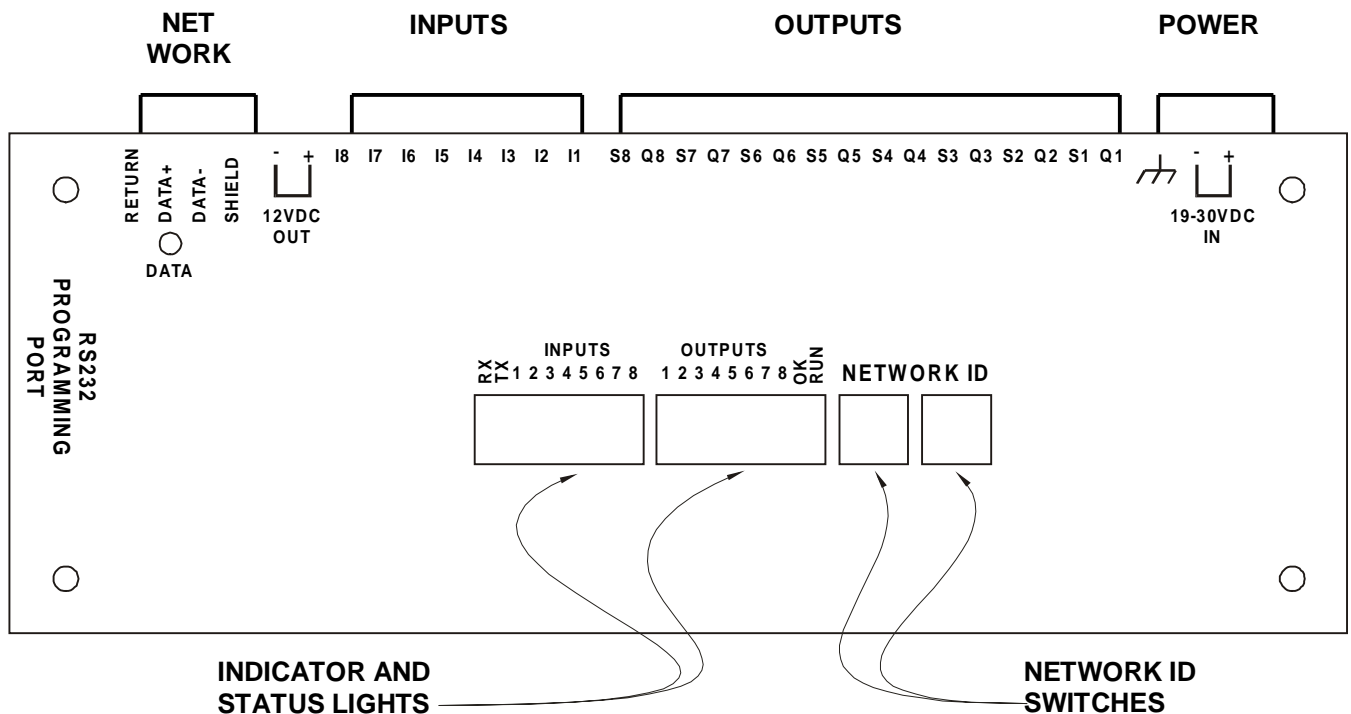 NET
WORK
INPUTS
OUTPUTS
POWER
RETURN
DATA+
DATA-
SHIELD
- +
12VDC
OUT
I8 I7 I6 I5 I4 I3 I2 I1
S8 Q8 S7 Q7 S6 Q6 S5 Q5 S4 Q4 S3 Q3 S2 Q2 S1 Q1
- +
19-30VDC
IN
DATA
RS232
PROGRAMMING
PORT
RX
TX
INPUTS
1 2 3 4 5 6 7 8
OUTPUTS
1 2 3 4 5 6 7 8
OK
RUN
NETWORK ID
INDICATOR AND
STATUS LIGHTS
NETWORK ID
SWITCHES